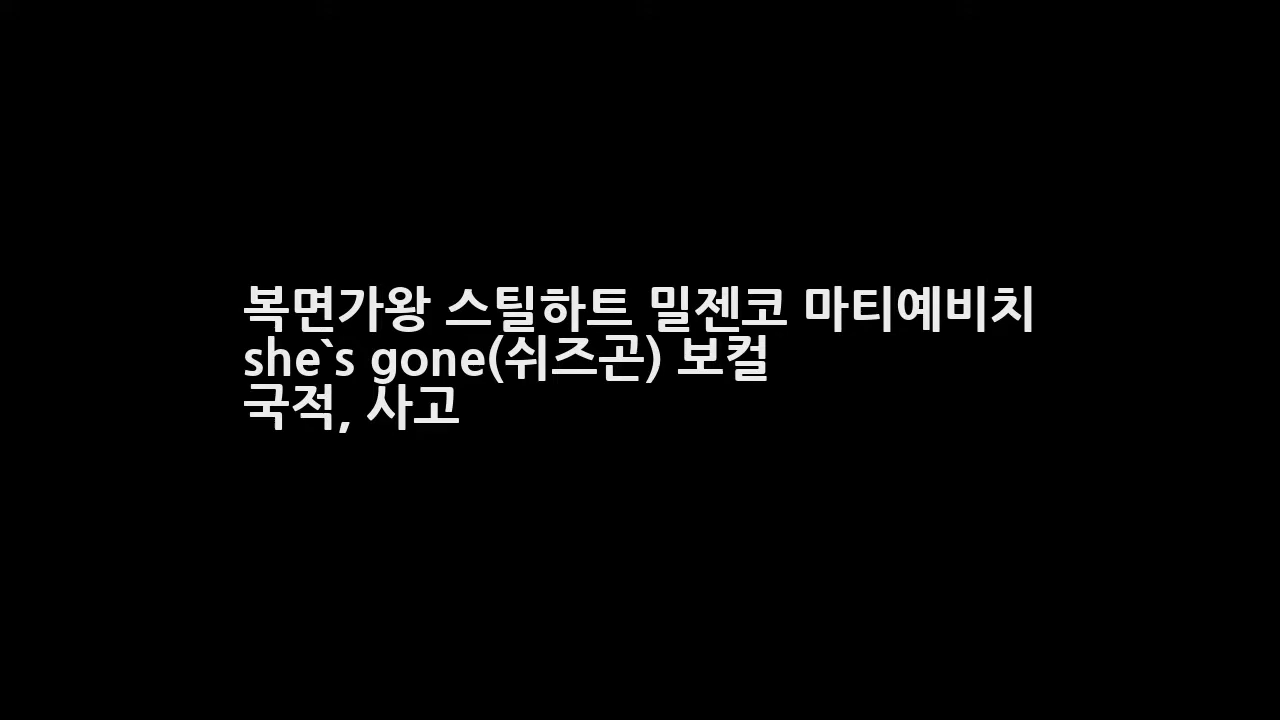 복면가왕 스틸하트 밀젠코 마티예비치
she`s gone(쉬즈곤) 보컬
국적, 사고